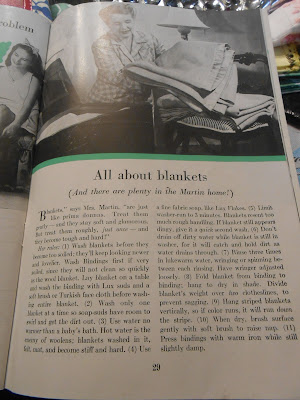 roblem
All about blankets
(And there are plenty in the Martin home!)
Blankets," says Mrs. Martin, "are just
like prima donnas. Treat them
gently — and they stay soft and glamorous,
let treat them roughly, just once — and
they become tough and hard!"
Her rules: (1) Wash blankets before they
become too soiled; they'll keep looking newer
and lovelier. Wash Bindings first if very
soiled, since they will not clean so quickly
as the wool blanket. Lay blanket on a table
and wash the binding with Lux suds and a
soft brush or Turkish face cloth before wash-
ing entire blanket. (2) Wash only one
blanket at a time so soap-suds have room to
swirl and get the dirt out. (3) Use water no
warmer than a baby's bath. Hot water is the
enemy of woolens; blankets washed in it,
felt, mat, and become stiff and hard. (4) Use
a fine fabric soap, like Lux Flakes. (5) Limit
washer-run to 3 minutes. Blankets resent too
much rough handling. If blanket still appears
dingy, give it a quiet second wash. (6) Don't
drain off dirty water while blanket is still in
washer, for it will catch and hold dirt as
water drains through. (7) Rinse three times
in lukewarm water, wringing or spinning be-
tween each rinsing. Have wringer adjusted
loosely. (8) Fold blanket from binding to
binding; hang to dry in shade. Divide
blanket's weight over two clotheslines, to
prevent sagging. (9) Hang striped blankets
vertically, so if color runs, it will run down
the stripe. (10) When dry, brush surface
gently with soft brush to raise nap. (11)
Press bindings with warm iron while still
slightly damp.
29